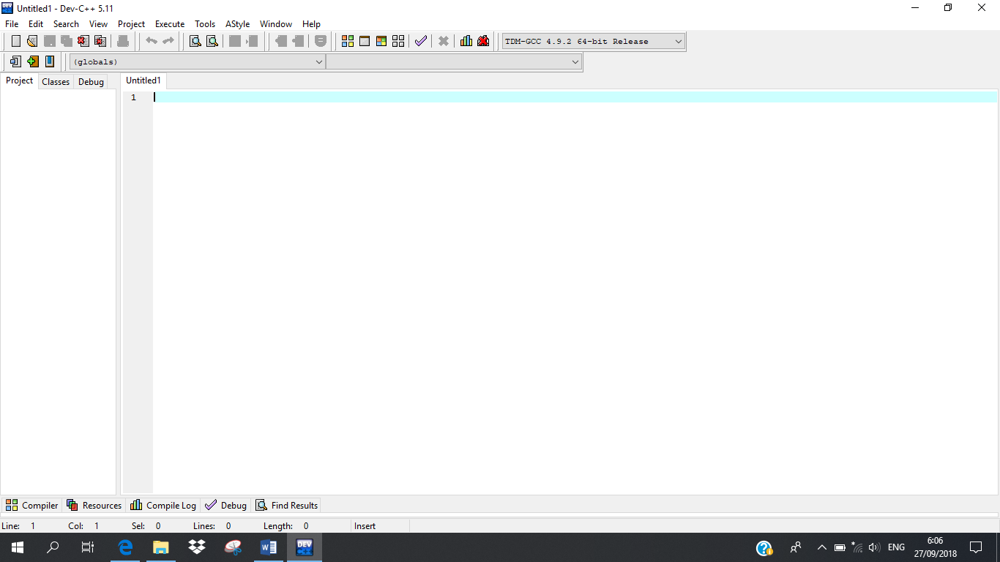 Untitled1 - Dev-C++ 5.11
File Edit Search View Project Execute Tools AStyle Window Help
TDM-GCC 4.9.2 64-bit Release
(globals)
Project Classes Debug Untitled1
1
Compiler Resources Compile Log Debug Find Results
Line: 1 Col: 1 Sel: 0 Lines: 0 Length: 0 Insert
DEV
ENG
6:06
27/09/2018